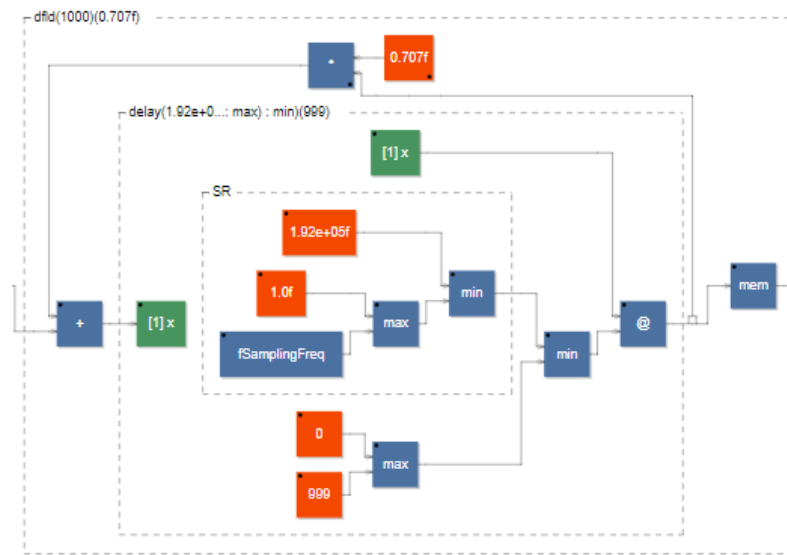 dfld(1000)(0.707f)
*
0.707f
delay(1.92e+0...: max) : min)(999)
[1] x
SR
1.92e+05f
1.0f
min
+
[1] x
max
@
mem
fSamplingFreq
min
0
max
999